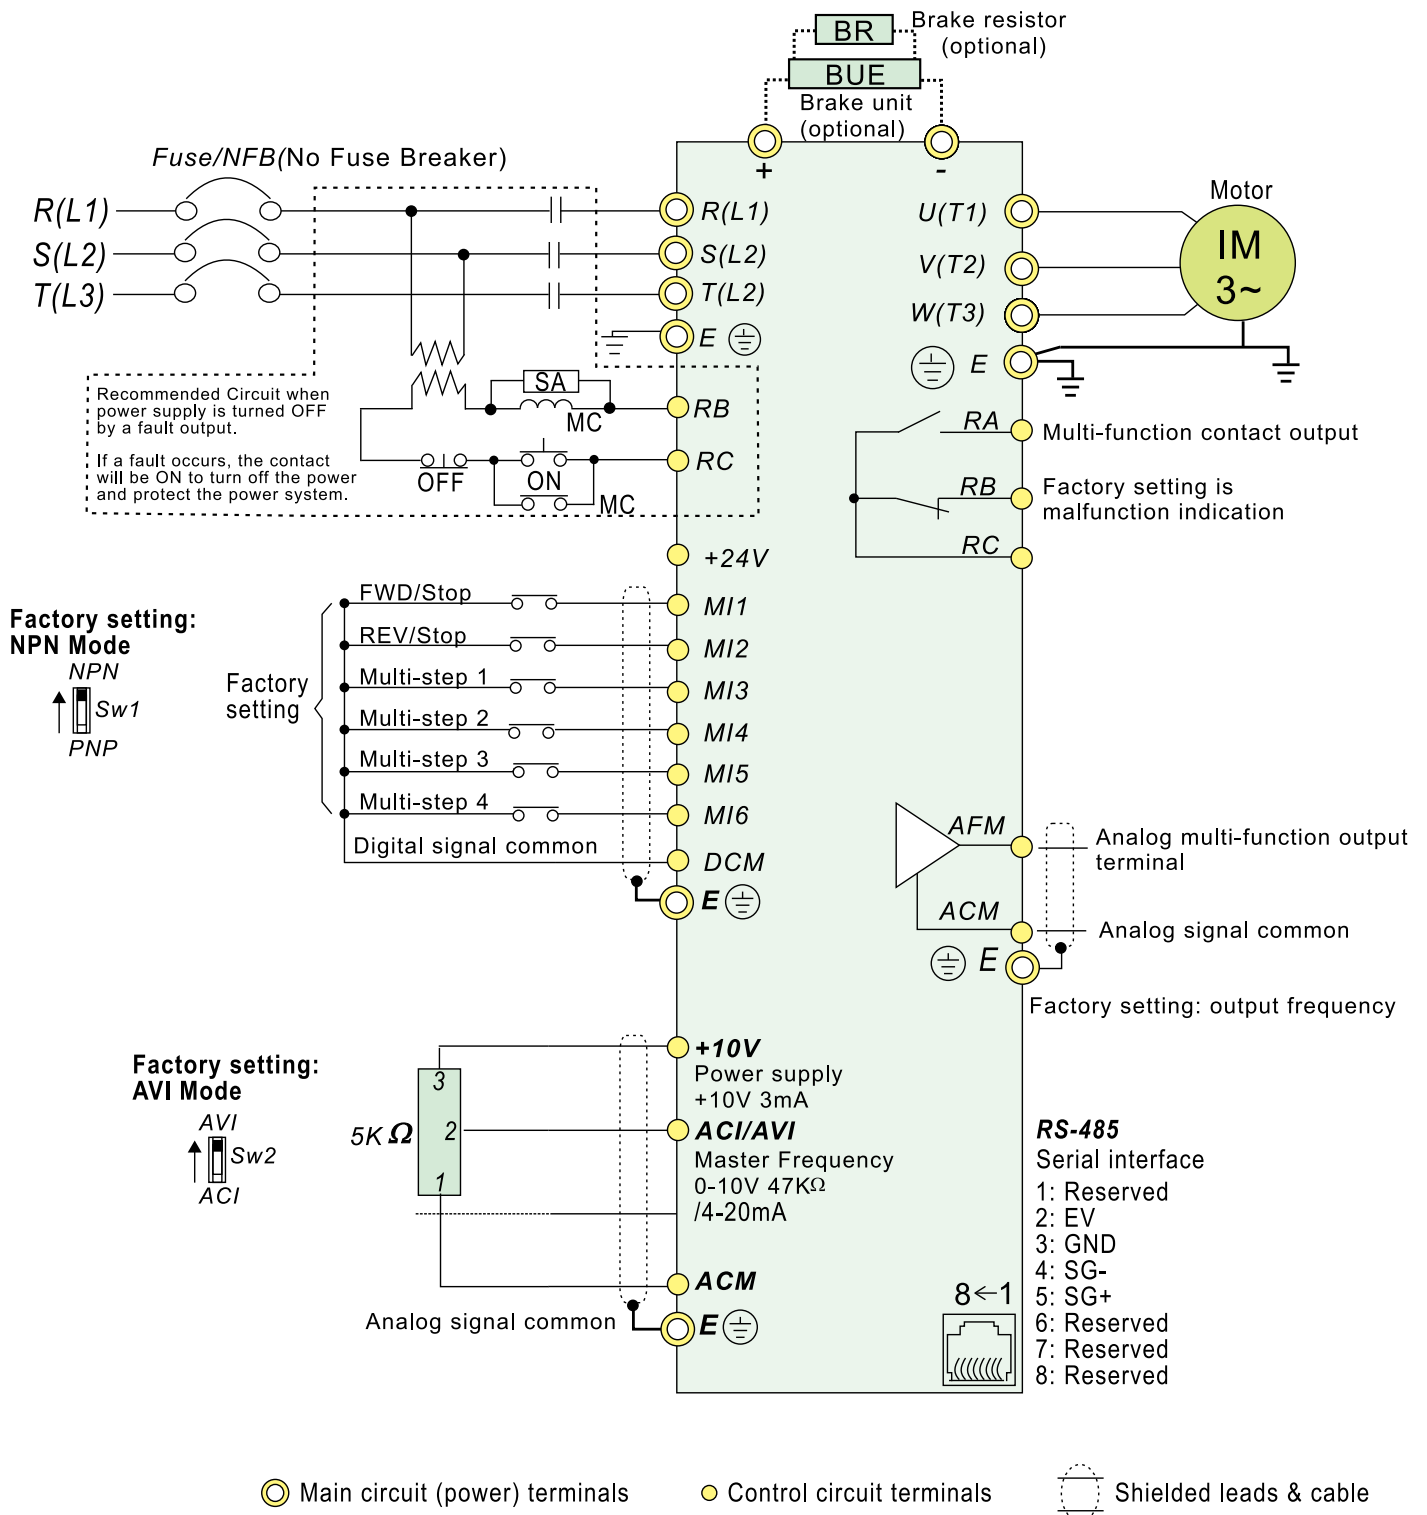 BR
Brake resistor
(optional)
BUE
Brake unit
(optional)
+
-
Fuse/NFB(No Fuse Breaker)
R(L1)
S(L2)
T(L3)
R(L1)
S(L2)
T(L2)
E
U(T1)
V(T2)
W(T3)
E
Motor
IM
3~
Recommended Circuit when
power supply is turned OFF
by a fault output.
If a fault occurs, the contact
will be ON to turn off the power
and protect the power system.
SA
MC
OFF
ON
MC
RB
RC
RA
Multi-function contact output
RB
Factory setting is
malfunction indication
RC
+24V
Factory setting:
NPN Mode
NPN
Sw1
PNP
Factory
setting
FWD/Stop
MI1
REV/Stop
MI2
Multi-step 1
MI3
Multi-step 2
MI4
Multi-step 3
MI5
Multi-step 4
MI6
Digital signal common
DCM
E
AFM
Analog multi-function output
terminal
ACM
Analog signal common
E
Factory setting: output frequency
Factory setting:
AVI Mode
AVI
Sw2
ACI
5K Ω
3
2
1
+10V
Power supply
+10V 3mA
ACI/AVI
Master Frequency
0-10V 47KΩ
/4-20mA
ACM
Analog signal common
E
RS-485
Serial interface
1: Reserved
2: EV
3: GND
4: SG-
5: SG+
6: Reserved
7: Reserved
8: Reserved
8←1
Main circuit (power) terminals
Control circuit terminals
Shielded leads & cable